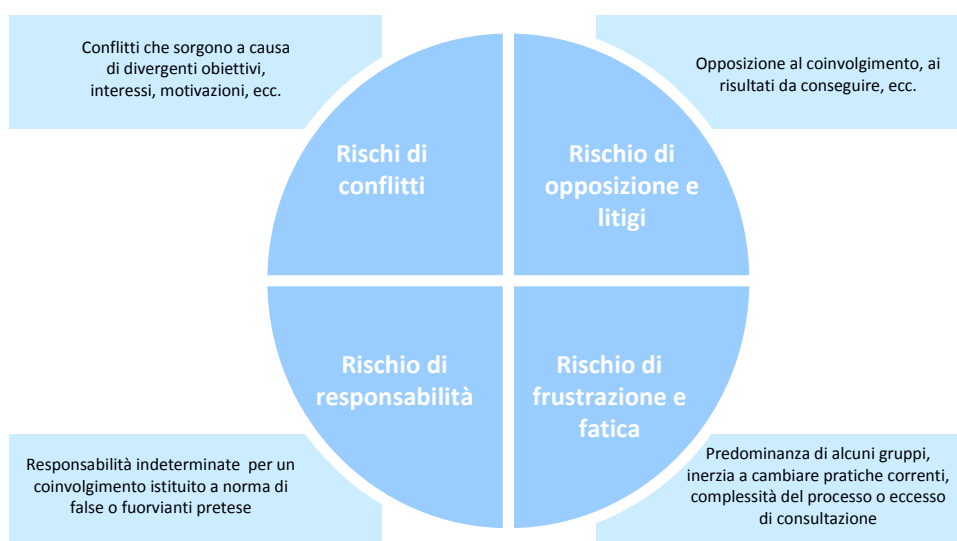 Conflitti che sorgono a causa
di divergenti obiettivi,
interessi, motivazioni, ecc.
Opposizione al coinvolgimento, ai
risultati da conseguire, ecc.
Rischi di
conflitti
Rischio di
opposizione e
litigi
Rischio di
responsabilità
Rischio di
frustrazione e
fatica
Responsabilità indeterminate per un
coinvolgimento istituito a norma di
false o fuorvianti pretese
Predominanza di alcuni gruppi,
inerzia a cambiare pratiche correnti,
complessità del processo o eccesso
di consultazione